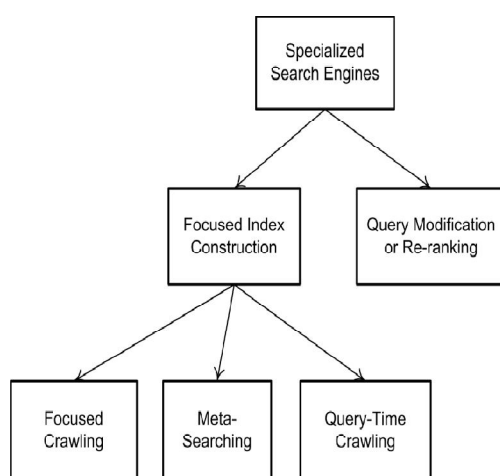 Specialized
Search Engines
Focused Index
Construction
Query Modification
or Re-ranking
Focused
Crawling
Meta-
Searching
Query-Time
Crawling